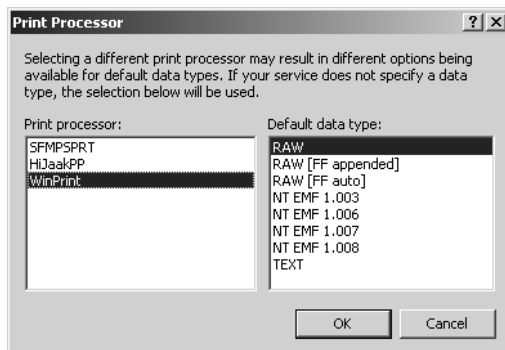 Print Processor
Selecting a different print processor may result in different options being
available for default data types. If your service does not specify a data
type, the selection below will be used.
Print processor:
SFMPSPRT
HiJaakPP
WinPrint
Default data type:
RAW
RAW [FF appended]
RAW [FF auto]
NT EMF 1.003
NT EMF 1.006
NT EMF 1.007
NT EMF 1.008
TEXT
OK Cancel